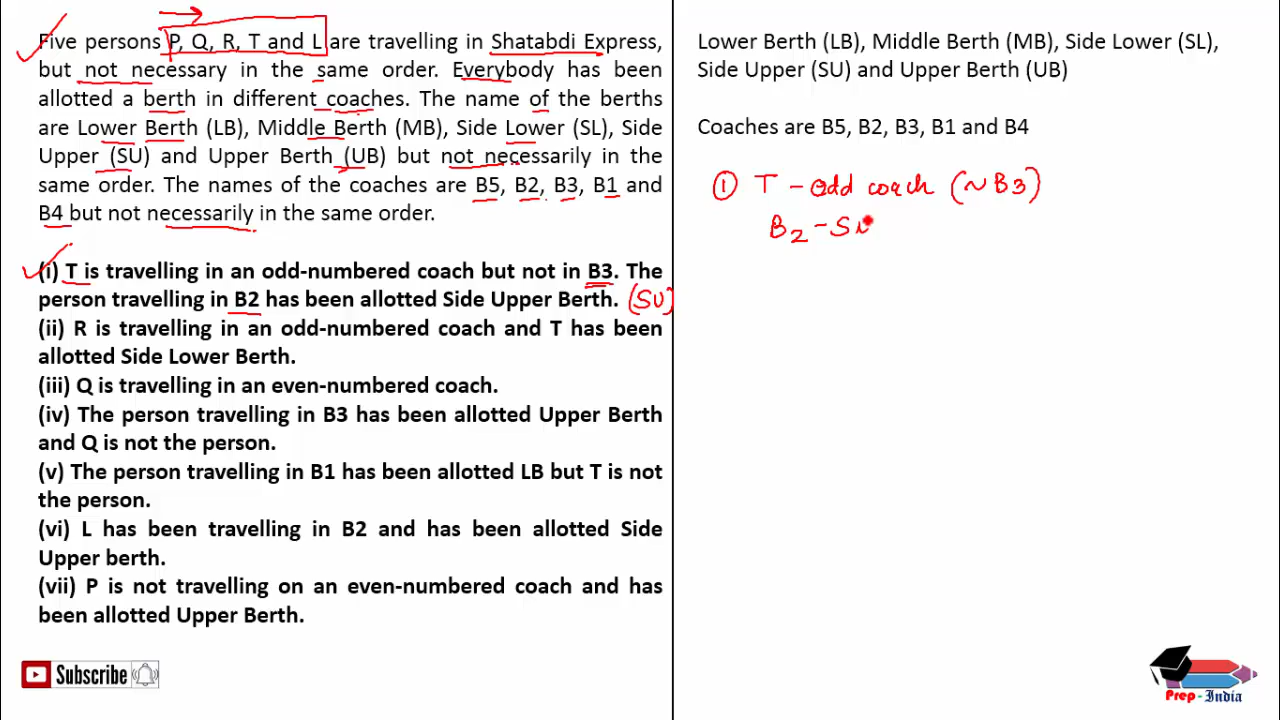 Five persons P, Q, R, T and L are travelling in Shatabdi Express,
but not necessary in the same order. Everybody has been
allotted a berth in different coaches. The name of the berths
are Lower Berth (LB), Middle Berth (MB), Side Lower (SL), Side
Upper (SU) and Upper Berth (UB) but not necessarily in the
same order. The names of the coaches are B5, B2, B3, B1 and
B4 but not necessarily in the same order.
(i) T is travelling in an odd-numbered coach but not in B3. The
person travelling in B2 has been allotted Side Upper Berth. (SU)
(ii) R is travelling in an odd-numbered coach and T has been
allotted Side Lower Berth.
(iii) Q is travelling in an even-numbered coach.
(iv) The person travelling in B3 has been allotted Upper Berth
and Q is not the person.
(v) The person travelling in B1 has been allotted LB but T is not
the person.
(vi) L has been travelling in B2 and has been allotted Side
Upper berth.
(vii) P is not travelling on an even-numbered coach and has
been allotted Upper Berth.
Subscribe
Lower Berth (LB), Middle Berth (MB), Side Lower (SL),
Side Upper (SU) and Upper Berth (UB)
Coaches are B5, B2, B3, B1 and B4
① T - odd coach (~B3)
B2 - S
Prep - India